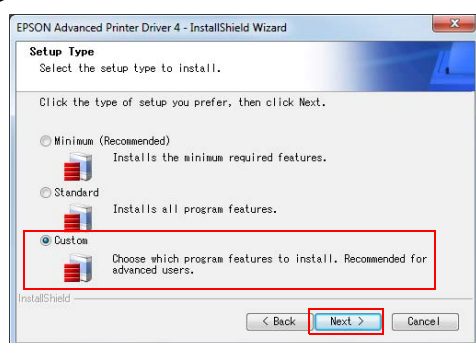 EPSON Advanced Printer Driver 4 - InstallShield Wizard
Setup Type
Select the setup type to install.
Click the type of setup you prefer, then click Next.
Minimum (Recommended)
Installs the minimum required features.
Standard
Installs all program features.
Custom
Choose which program features to install. Recommended for
advanced users.
InstallShield
< Back Next > Cancel